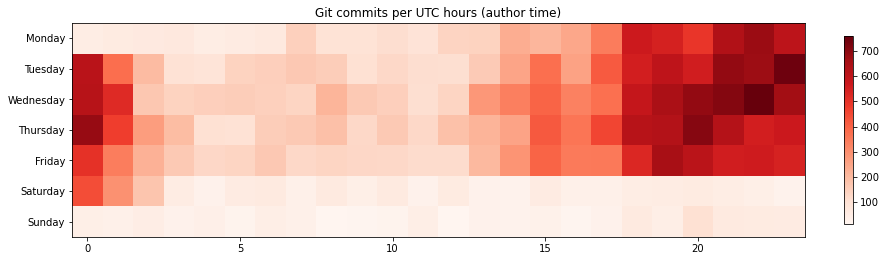 Git commits per UTC hours (author time)
Monday
Tuesday
Wednesday
Thursday
Friday
Saturday
Sunday
0
5
10
15
20
700
600
500
400
300
200
100